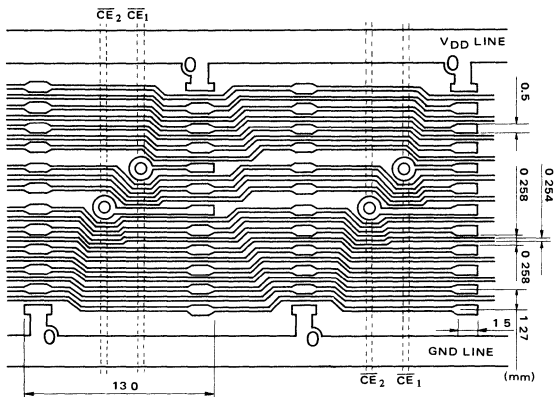 CE2 CE1
VDD LINE
0.5
0.258
0.254
0.258
1.5
1.27
GND LINE
(mm)
CE2 CE1
13.0